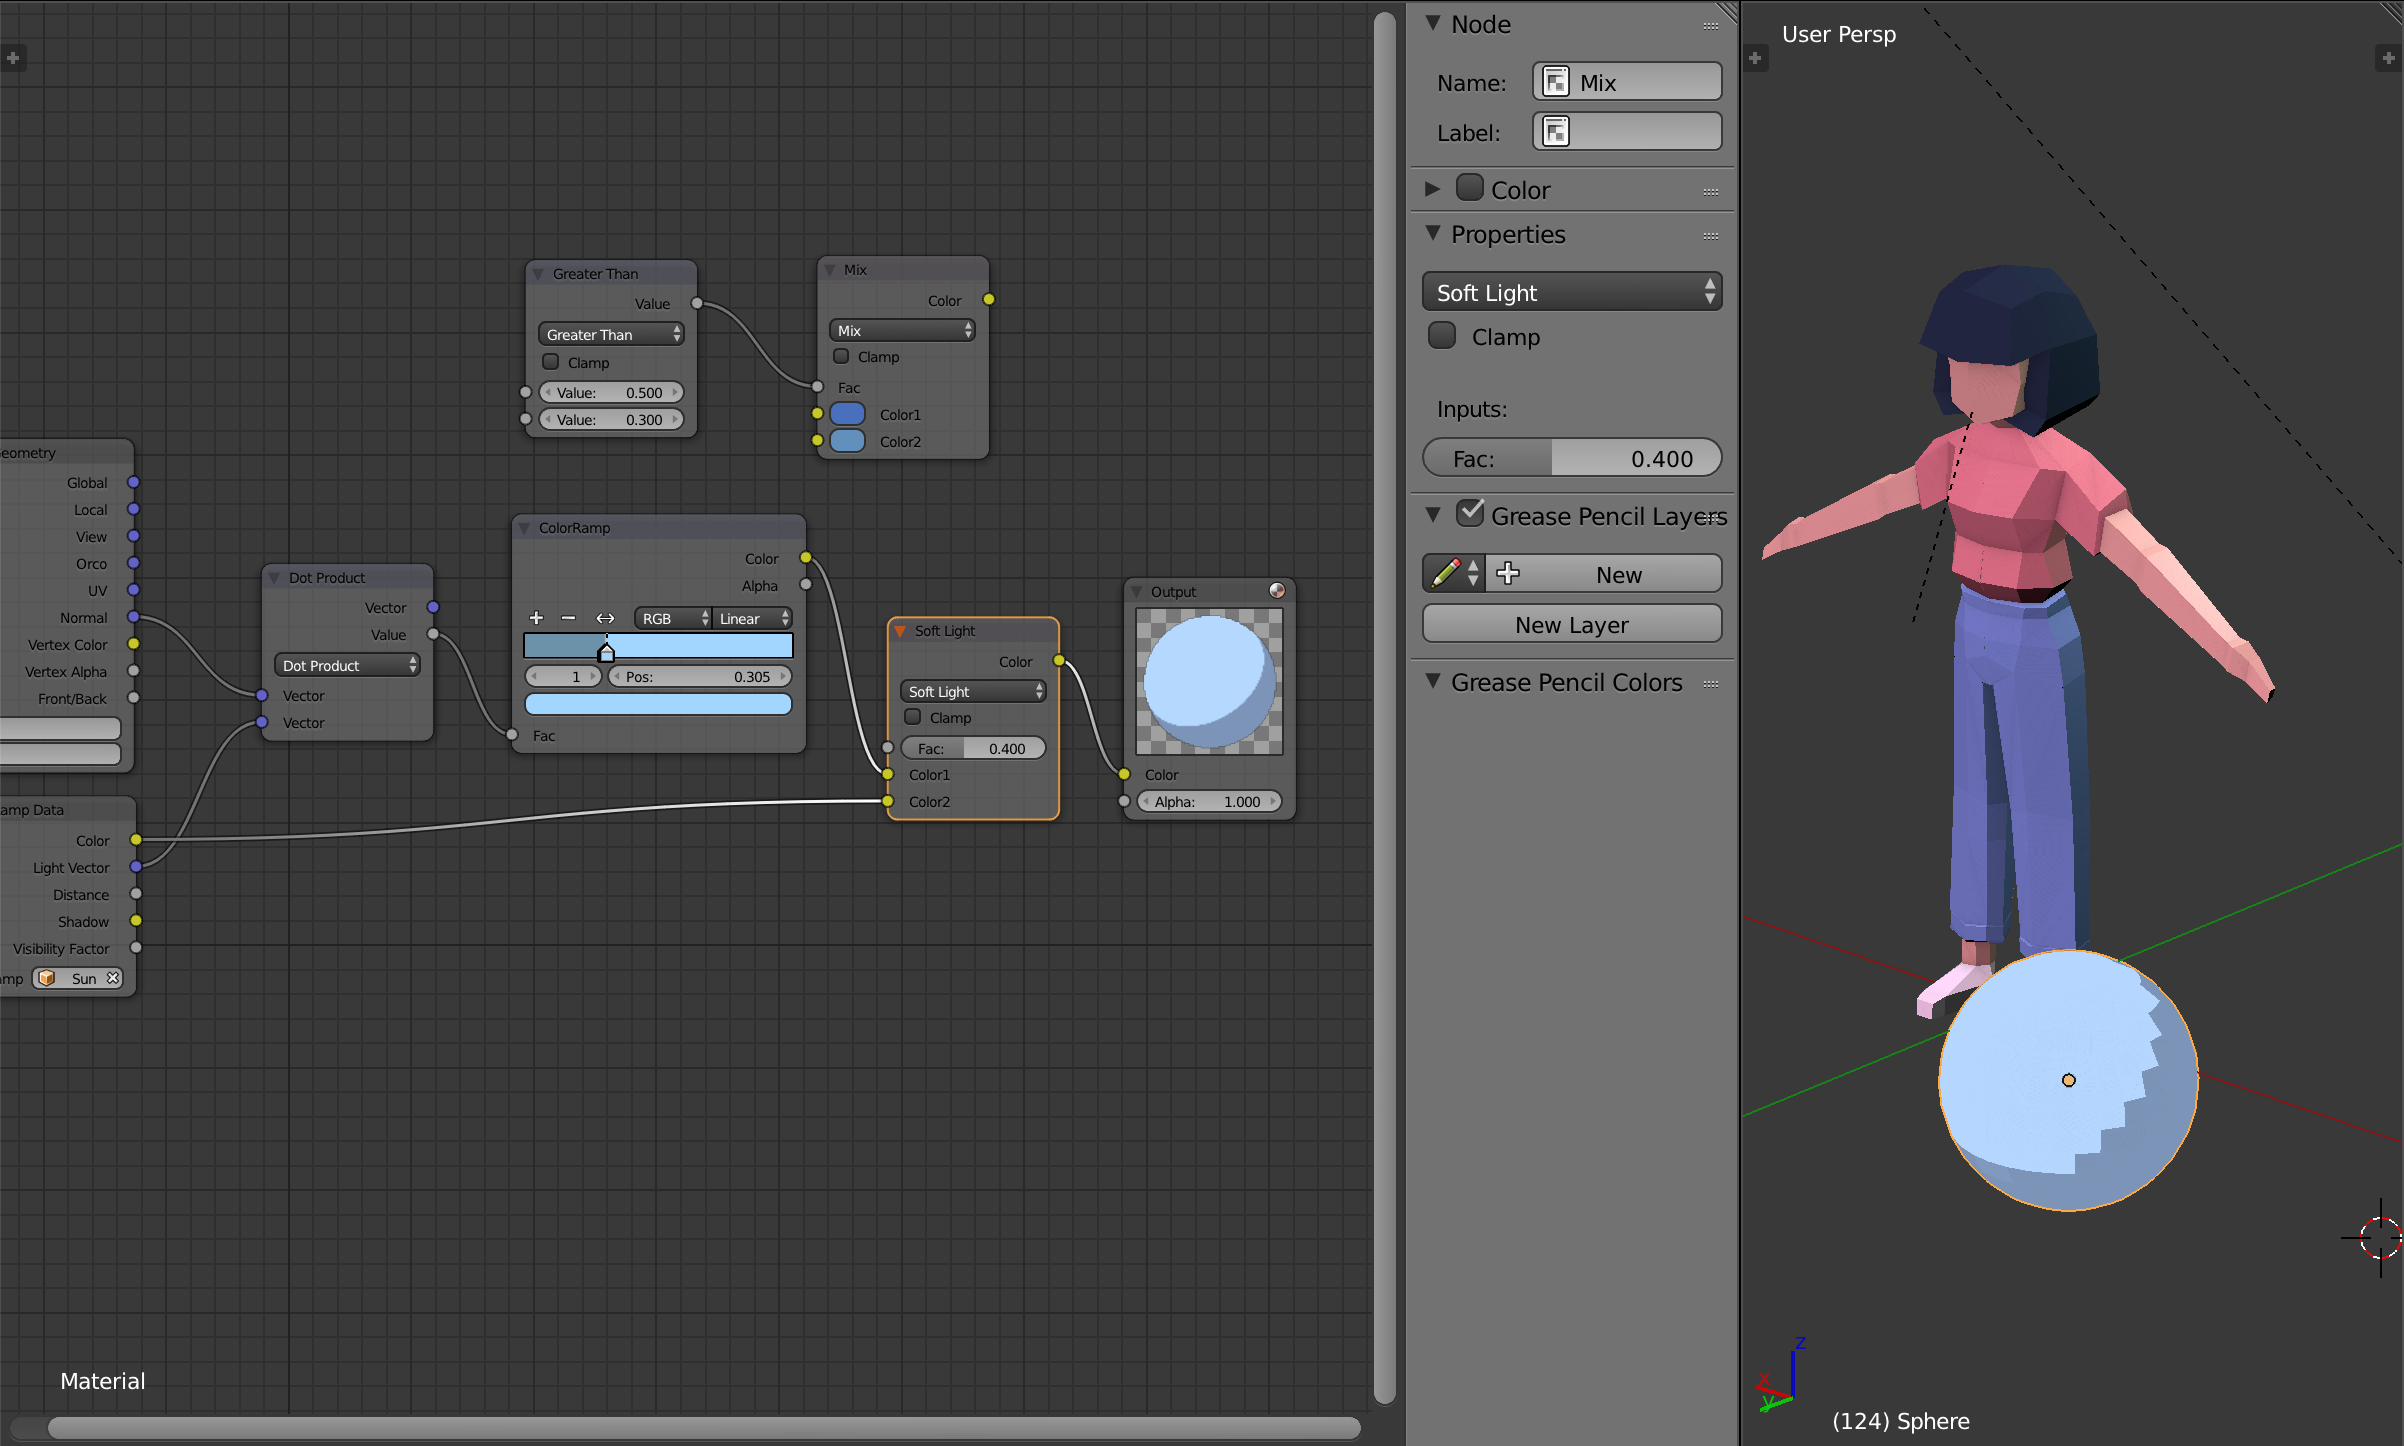 Greater Than
Value
Greater Than
Clamp
Value: 0.500
Value: 0.300
Mix
Color
Mix
Clamp
Fac
Color1
Color2
eometry
Global
Local
View
Orco
UV
Normal
Vertex Color
Vertex Alpha
Front/Back
amp Data
Color
Light Vector
Distance
Shadow
Visibility Factor
mp Sun
Dot Product
Vector
Value
Dot Product
Vector
Vector
ColorRamp
Color
Alpha
RGB Linear
1 Pos: 0.305
Fac
Soft Light
Color
Soft Light
Clamp
Fac: 0.400
Color1
Color2
Output
Color
Alpha: 1.000
Material
Node
Name: Mix
Label:
Color
Properties
Soft Light
Clamp
Inputs:
Fac: 0.400
Grease Pencil Layers
New
New Layer
Grease Pencil Colors
User Persp
z
x
y
(124) Sphere